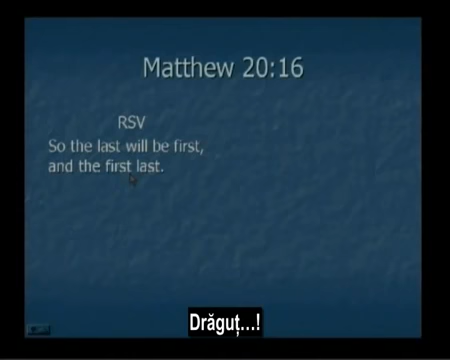 Matthew 20:16
RSV
So the last will be first,
and the first last.
Drăguț...!